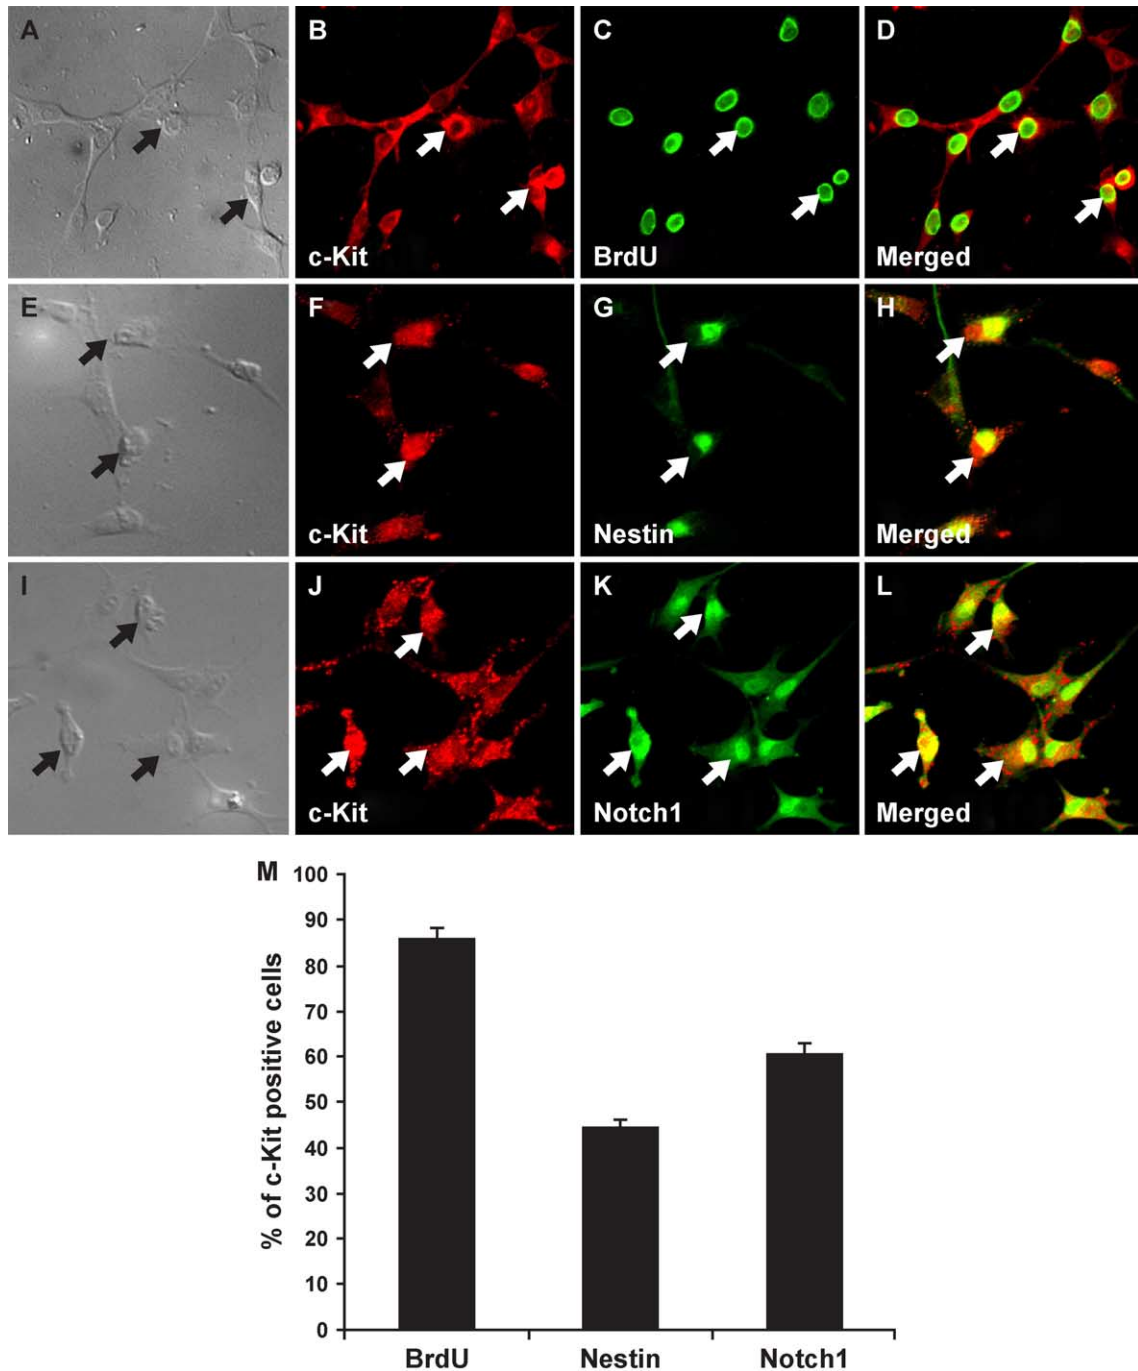 A B C D
c-Kit BrdU Merged
E F G H
c-Kit Nestin Merged
I J K L
c-Kit Notch1 Merged
M
% of c-Kit positive cells
100
90
80
70
60
50
40
30
20
10
0
BrdU Nestin Notch1